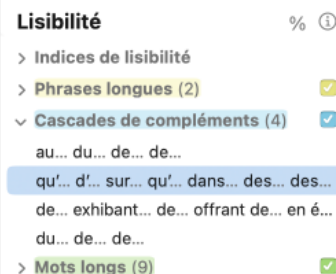 Lisibilité %
Indices de lisibilité
Phrases longues (2)
Cascades de compléments (4)
au... du... de... de...
qu'... d'... sur... qu'... dans... des... des...
de... exhibant... de... offrant de... en é...
du... de... de...
Mots longs (9)